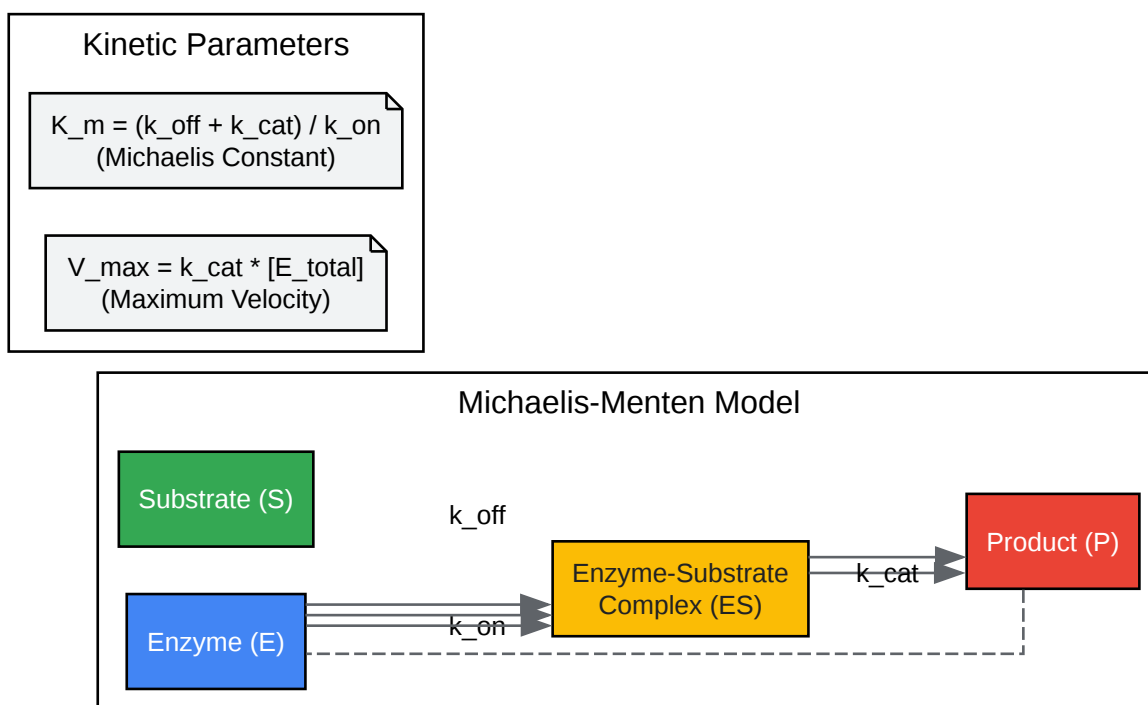 Kinetic Parameters
K_m = (k_off + k_cat) / k_on
(Michaelis Constant)
V_max = k_cat * [E_total]
(Maximum Velocity)
Michaelis-Menten Model
Substrate (S)
k_off
Enzyme-Substrate
Complex (ES)
k_cat
Product (P)
Enzyme (E)
k_on